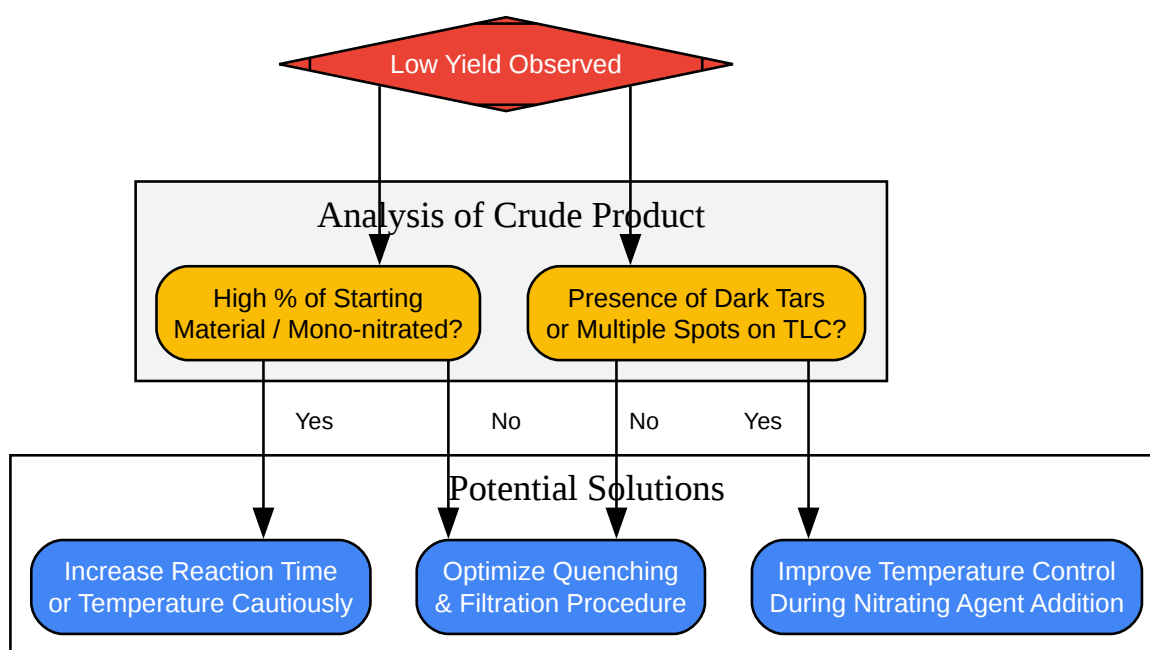 Low Yield Observed
Analysis of Crude Product
High % of Starting
Material / Mono-nitrated?
Presence of Dark Tars
or Multiple Spots on TLC?
Yes
No
No
Yes
Potential Solutions
Increase Reaction Time
or Temperature Cautiously
Optimize Quenching
& Filtration Procedure
Improve Temperature Control
During Nitrating Agent Addition